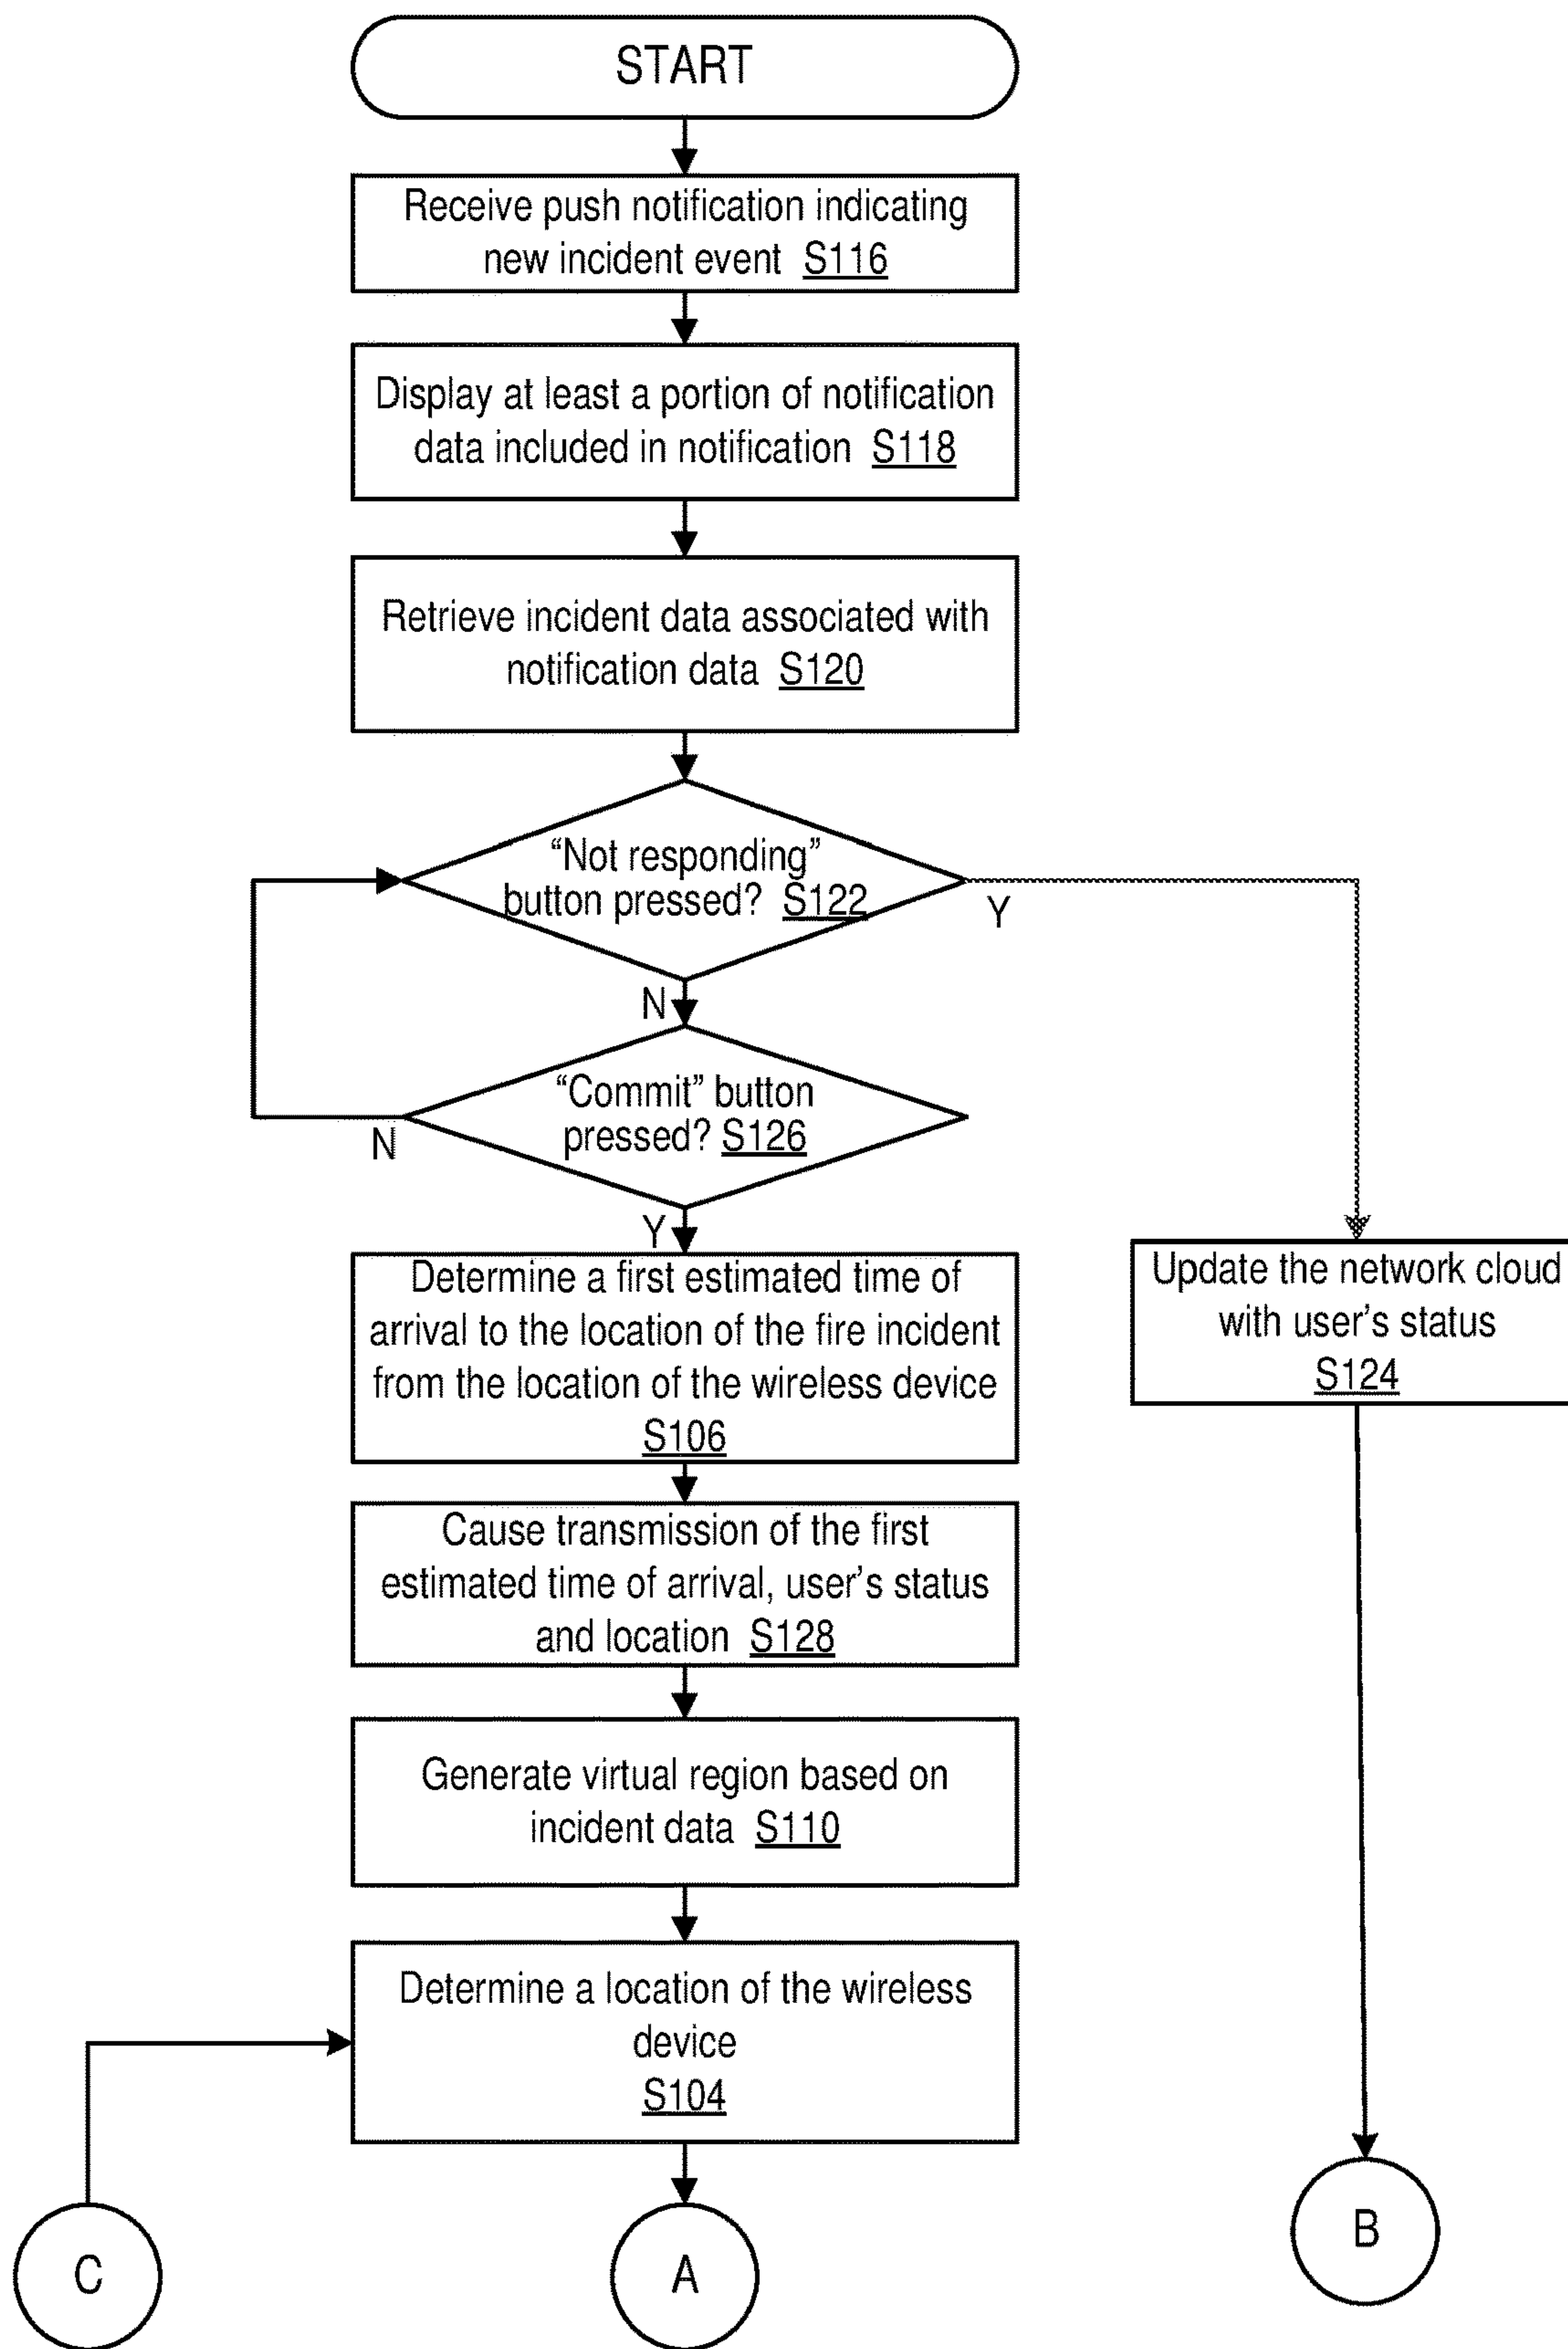 START
Receive push notification indicating
new incident event S116
Display at least a portion of notification
data included in notification S118
Retrieve incident data associated with
notification data S120
“Not responding”
button pressed? S122
Y
N
“Commit” button
pressed? S126
N
Y
Determine a first estimated time of
arrival to the location of the fire incident
from the location of the wireless device
S106
Update the network cloud
with user’s status
S124
Cause transmission of the first
estimated time of arrival, user’s status
and location S128
Generate virtual region based on
incident data S110
Determine a location of the wireless
device
S104
C
A
B